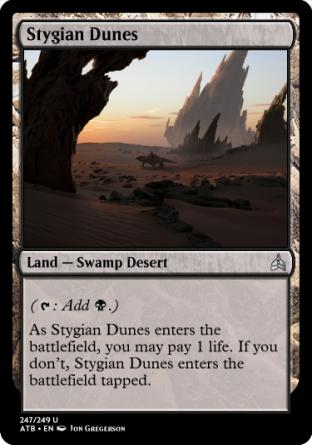 Stygian Dunes
Land — Swamp Desert
( : Add .)
As Stygian Dunes enters the
battlefield, you may pay 1 life. If you
don't, Stygian Dunes enters the
battlefield tapped.
247/249 U
ATB • EN Jon Gregerson